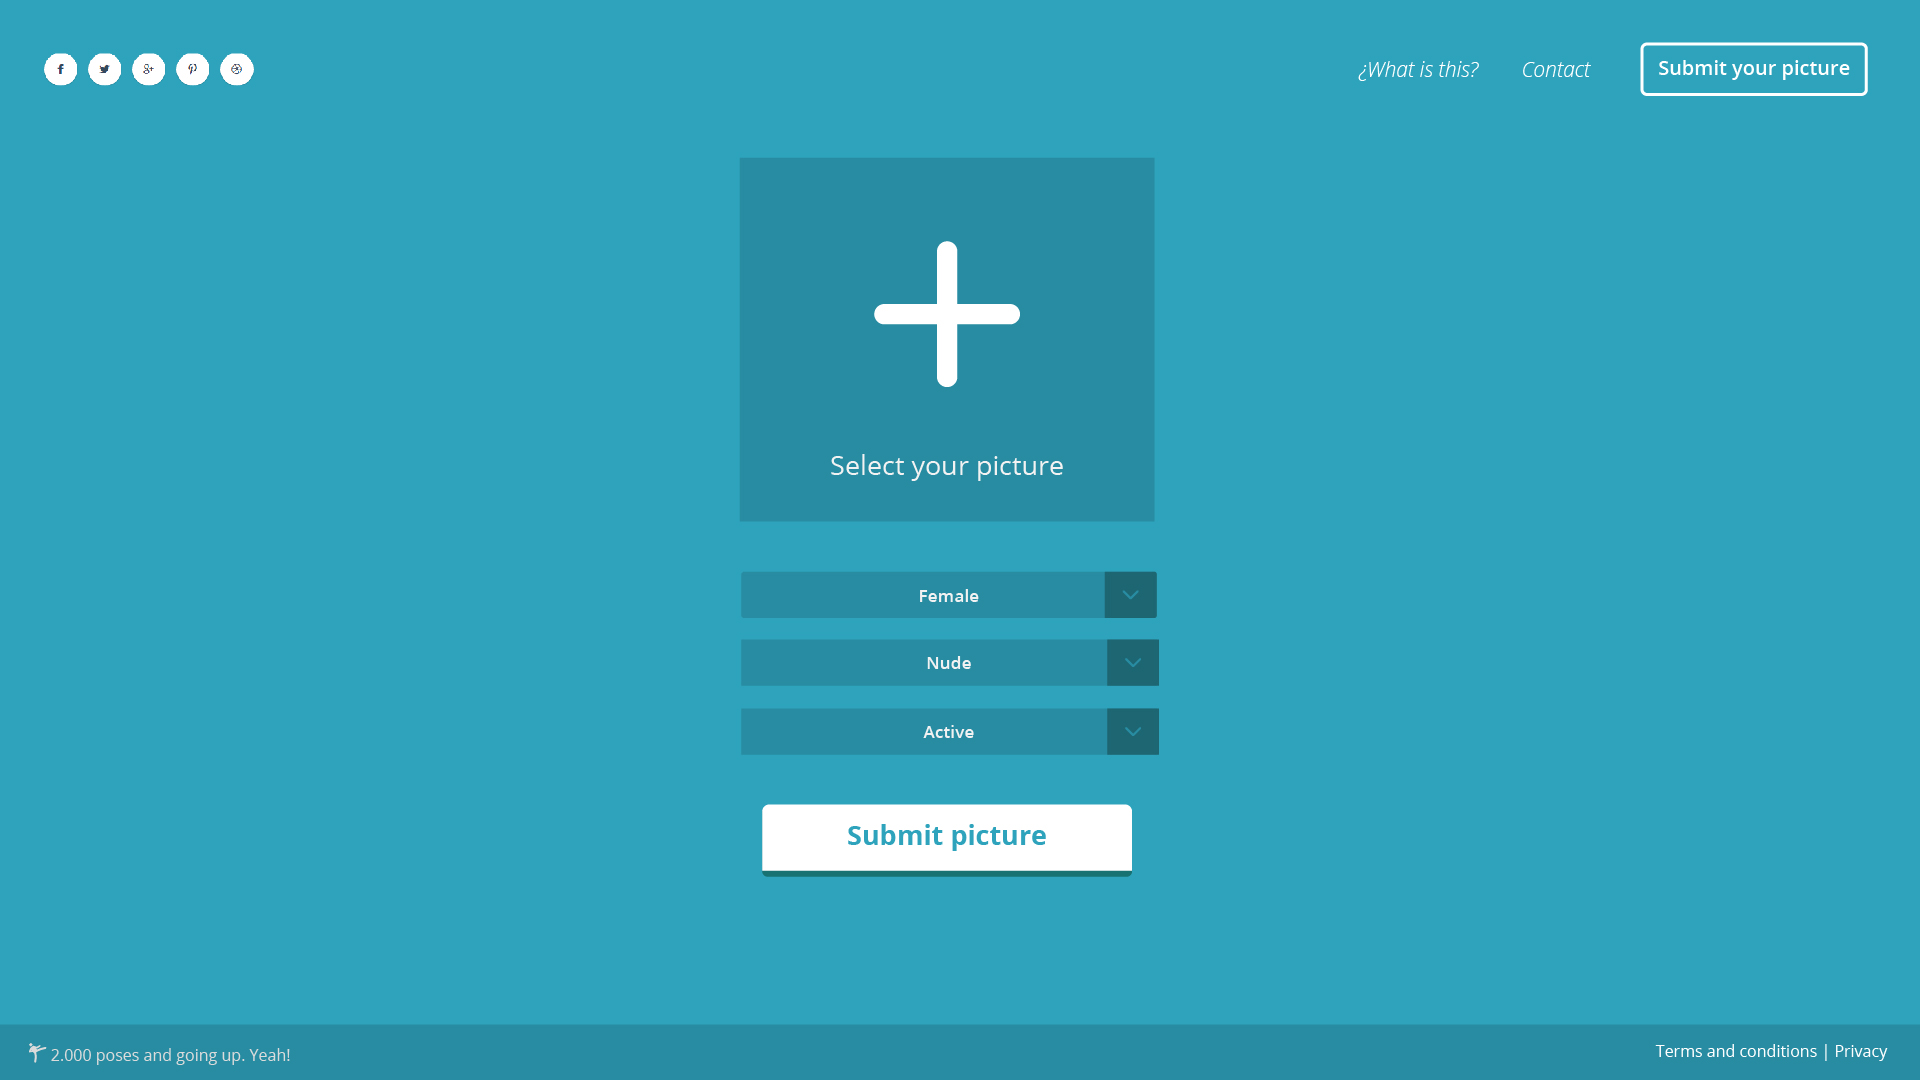 ¿What is this?
Contact
Submit your picture
Select your picture
Female
Nude
Active
Submit picture
2.000 poses and going up. Yeah!
Terms and conditions | Privacy